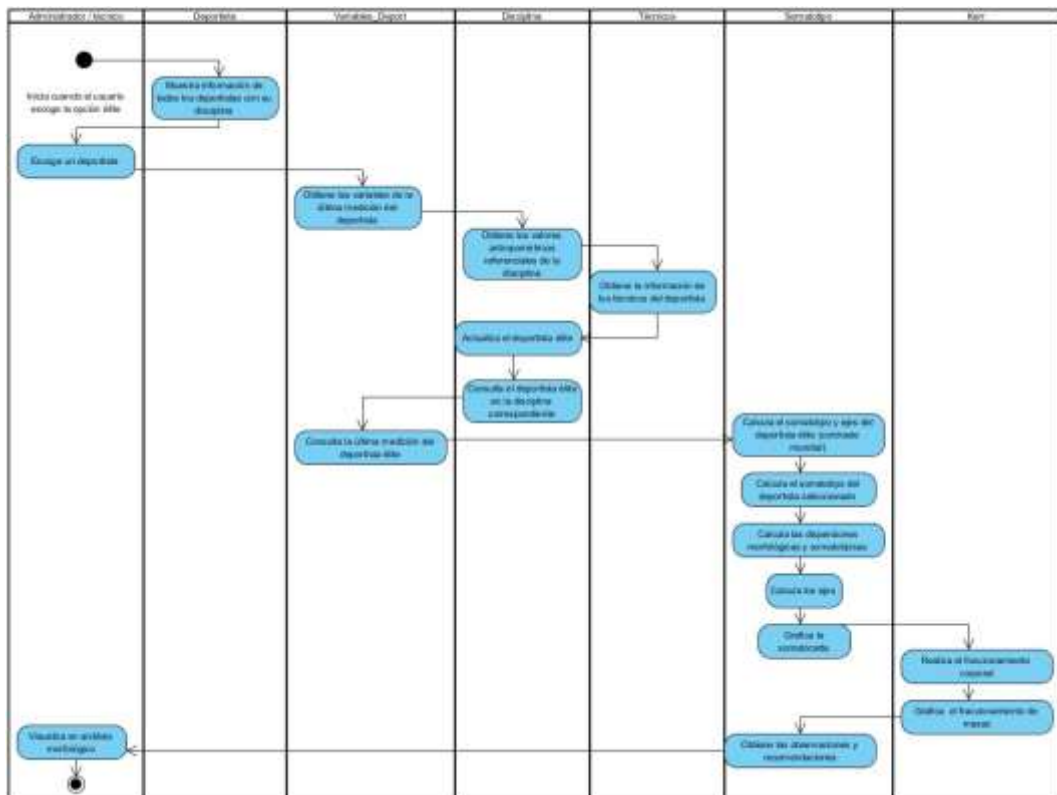 Administrador / técnico
Deportista
Variables_Deport
Disciplina
Técnicos
Somatotipo
Kerr
Inicia cuando el usuario
escoge la opción élite
Muestra información de
todos los deportistas con su
disciplina
Escoge un deportista
Obtiene las variables de la
última medición del
deportista
Obtiene los valores
antropométricos
referenciales de la
disciplina
Obtiene la información de
los técnicos del deportista
Actualiza el deportista élite
Consulta el deportista élite
en la disciplina
correspondiente
Consulta la última medición del
deportista élite
Calcula el somatotipo y ejes del
deportista élite (connotado
mundial)
Calcula el somatotipo del
deportista seleccionado
Calcula las dispersiones
morfológicas y somatotípicas
Calcula los ejes
Grafica la
somatocarta
Realiza el fraccionamiento
corporal
Grafica el fraccionamiento de
masas
Obtiene las observaciones y
recomendaciones
Visualiza en análisis
morfológico